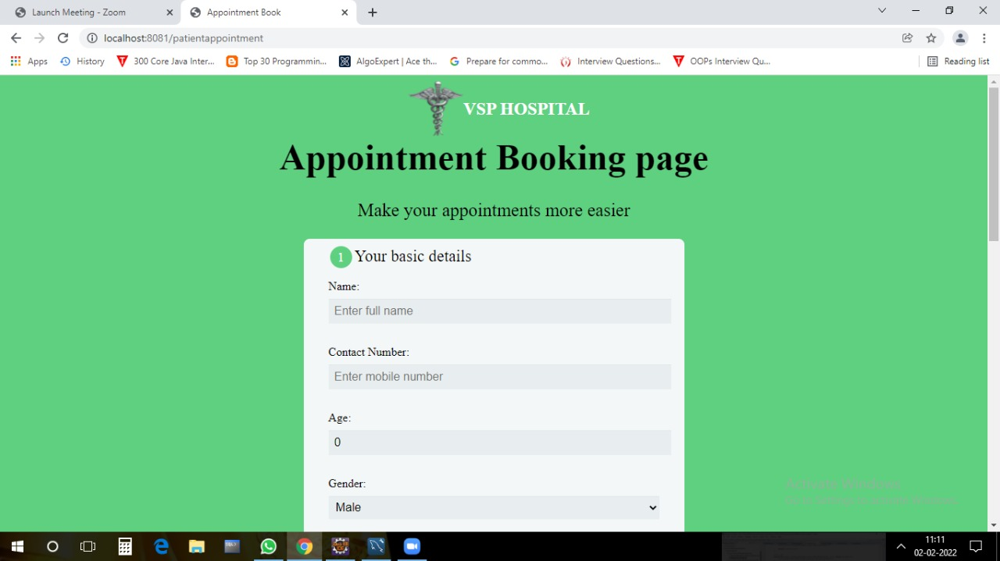 Launch Meeting - Zoom
Appointment Book
localhost:8081/patientappointment
Apps
History
300 Core Java Inter...
Top 30 Programmin...
AlgoExpert | Ace th...
Prepare for commo...
Interview Questions...
OOPs Interview Qu...
Reading list
VSP HOSPITAL
Appointment Booking page
Make your appointments more easier
1 Your basic details
Name:
Enter full name
Contact Number:
Enter mobile number
Age:
0
Gender:
Male
Activate Windows
Go to Settings to activate Windows.
11:11
02-02-2022